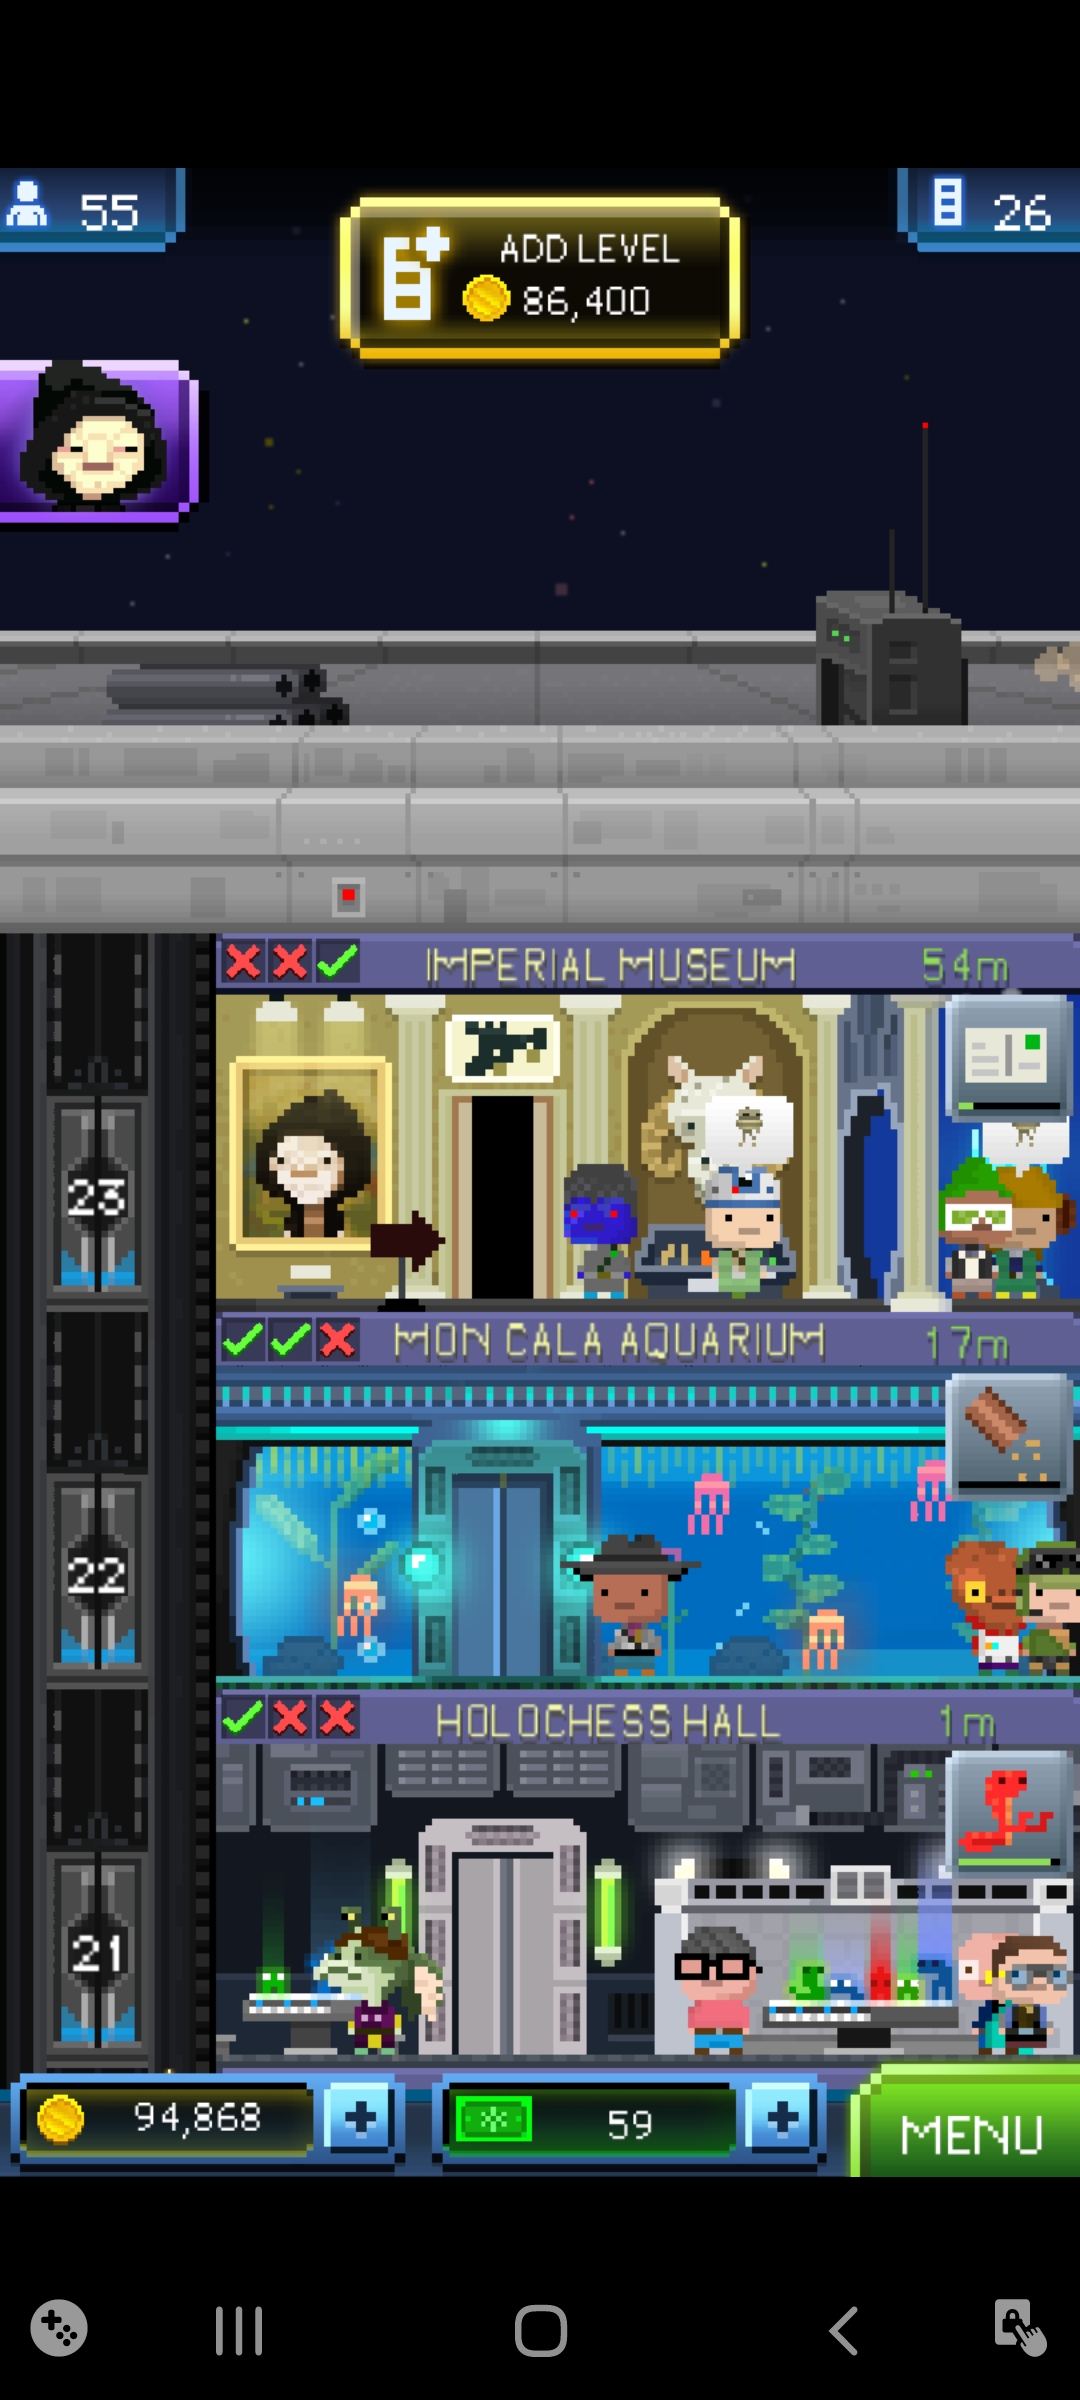 55
ADD LEVEL
86,400
26
IMPERIAL MUSEUM 54m
23
MON CALA AQUARIUM 17m
22
HOLOCHESS HALL 1m
21
94,868
59
MENU